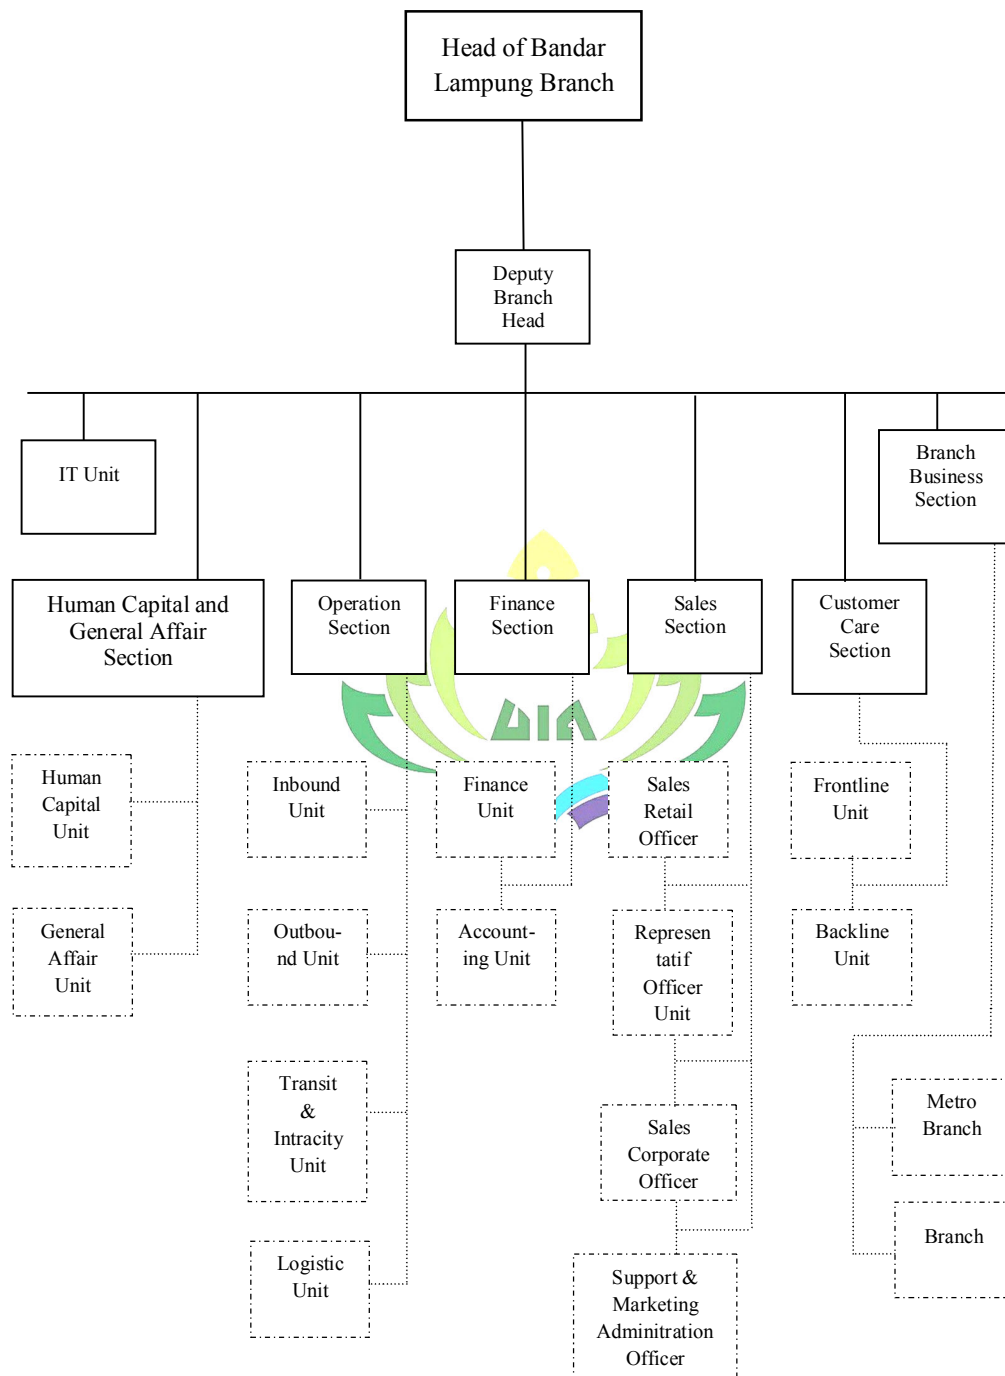 Head of Bandar
Lampung Branch
Deputy
Branch
Head
IT Unit
Branch
Business
Section
Human Capital and
General Affair
Section
Operation
Section
Finance
Section
Sales
Section
Customer
Care
Section
Human
Capital
Unit
Inbound
Unit
Finance
Unit
Sales
Retail
Officer
Frontline
Unit
General
Affair
Unit
Outbou-
nd Unit
Account-
ing Unit
Represen
tatif
Officer
Unit
Backline
Unit
Transit
&
Intracity
Unit
Sales
Corporate
Officer
Metro
Branch
Logistic
Unit
Support &
Marketing
Adminitration
Officer
Branch